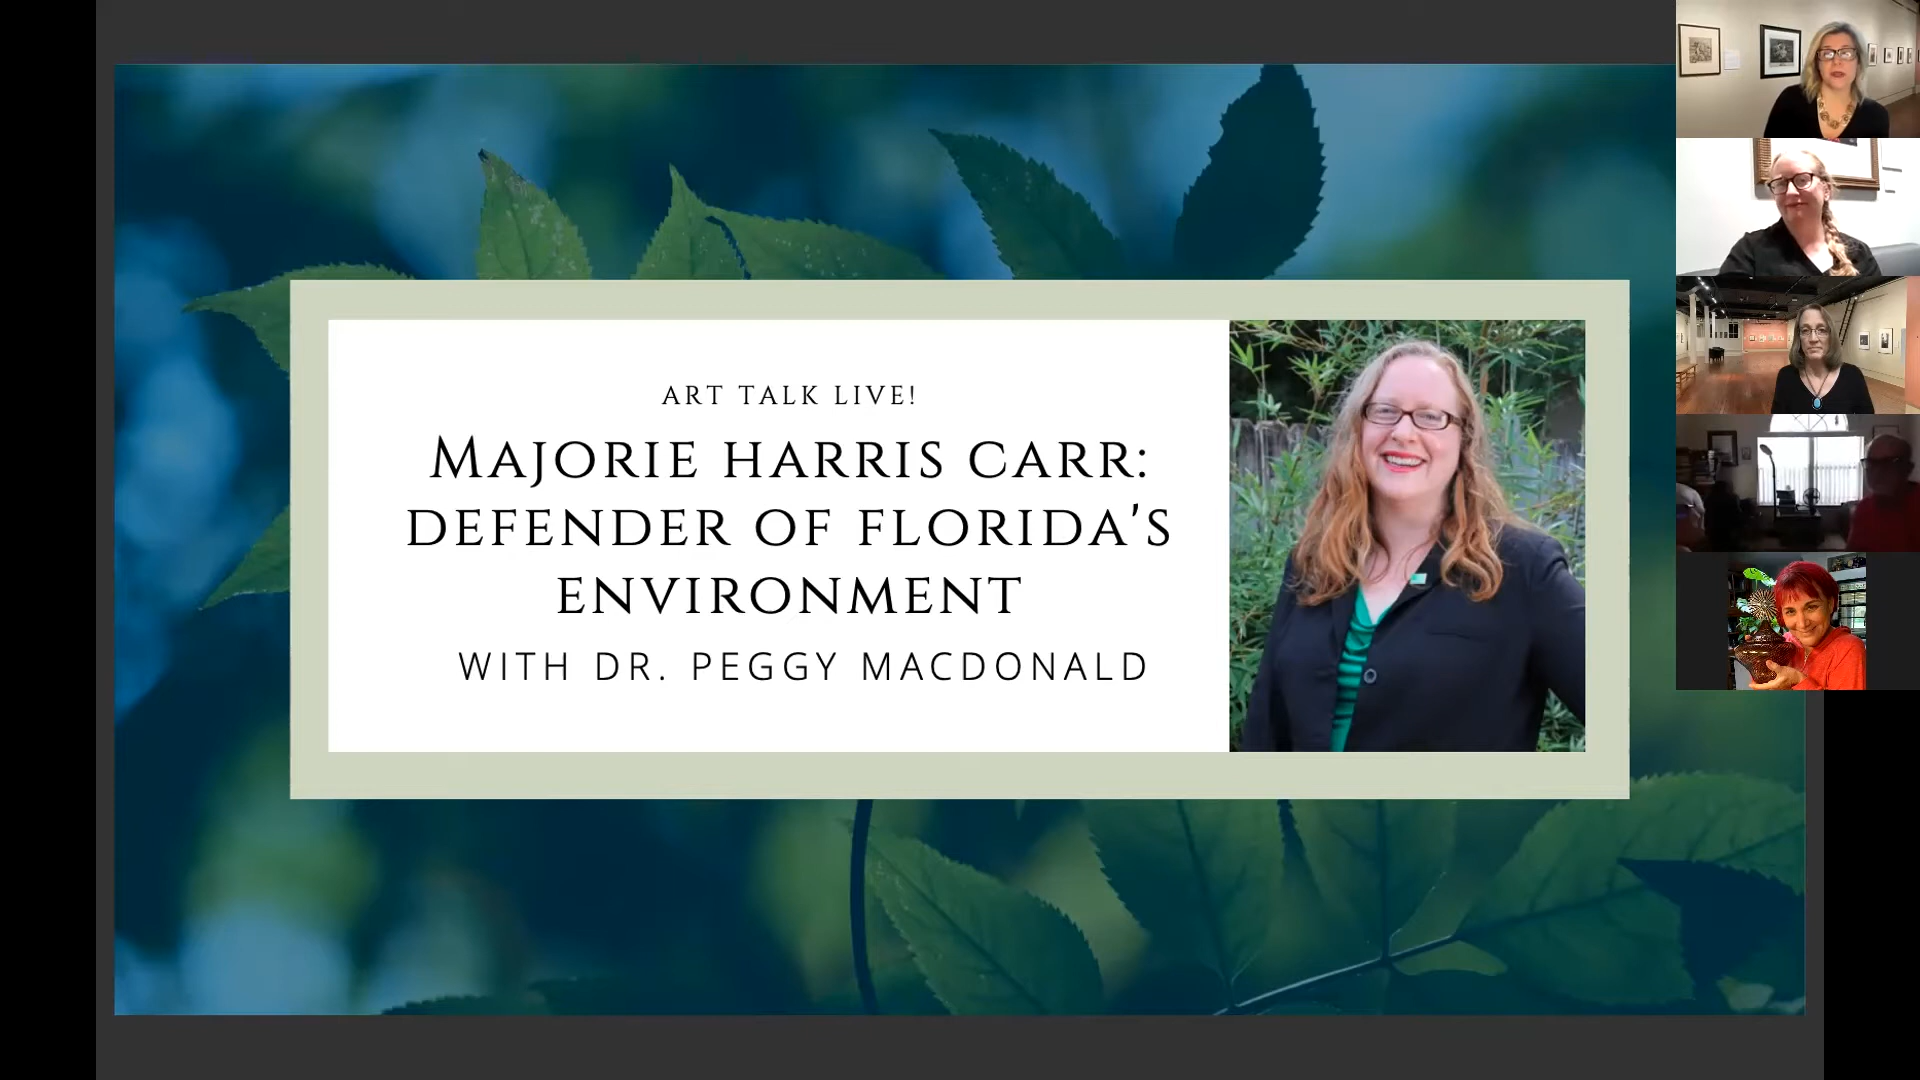 ART TALK LIVE!
MAJORIE HARRIS CARR:
DEFENDER OF FLORIDA'S
ENVIRONMENT
WITH DR. PEGGY MACDONALD